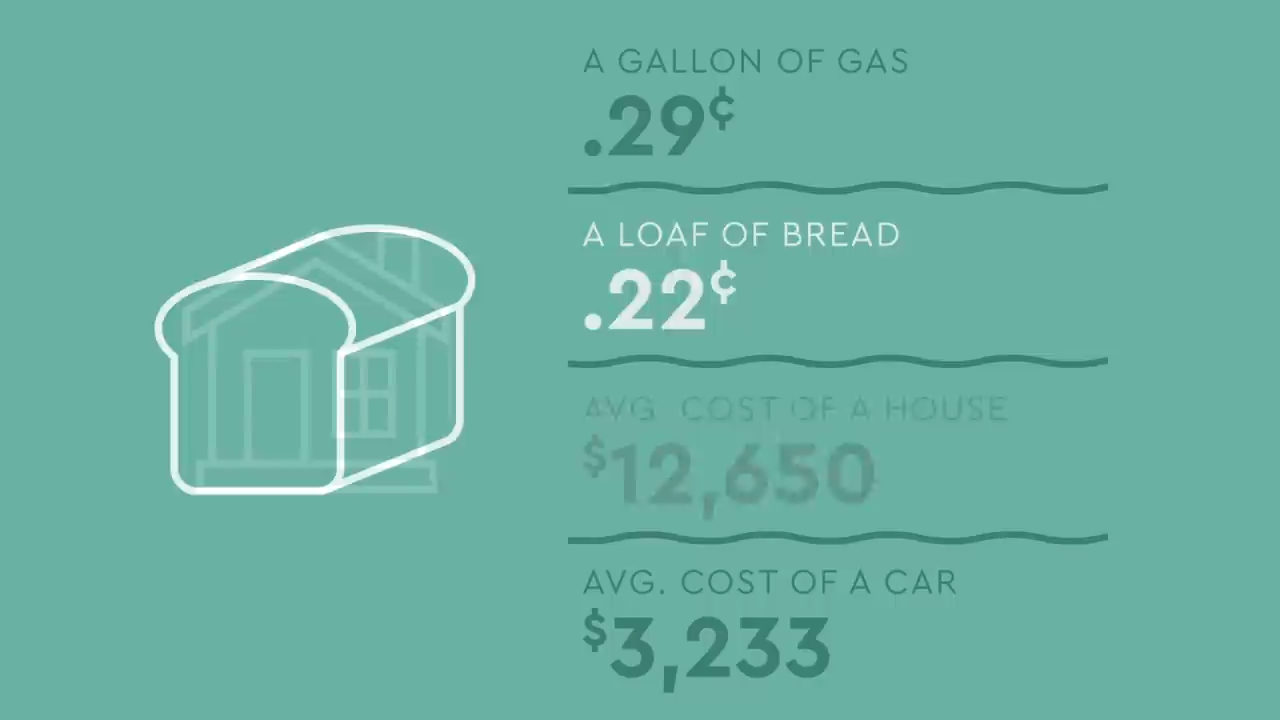 A GALLON OF GAS
.29¢
A LOAF OF BREAD
.22¢
AVG. COST OF A HOUSE
$12,650
AVG. COST OF A CAR
$3,233